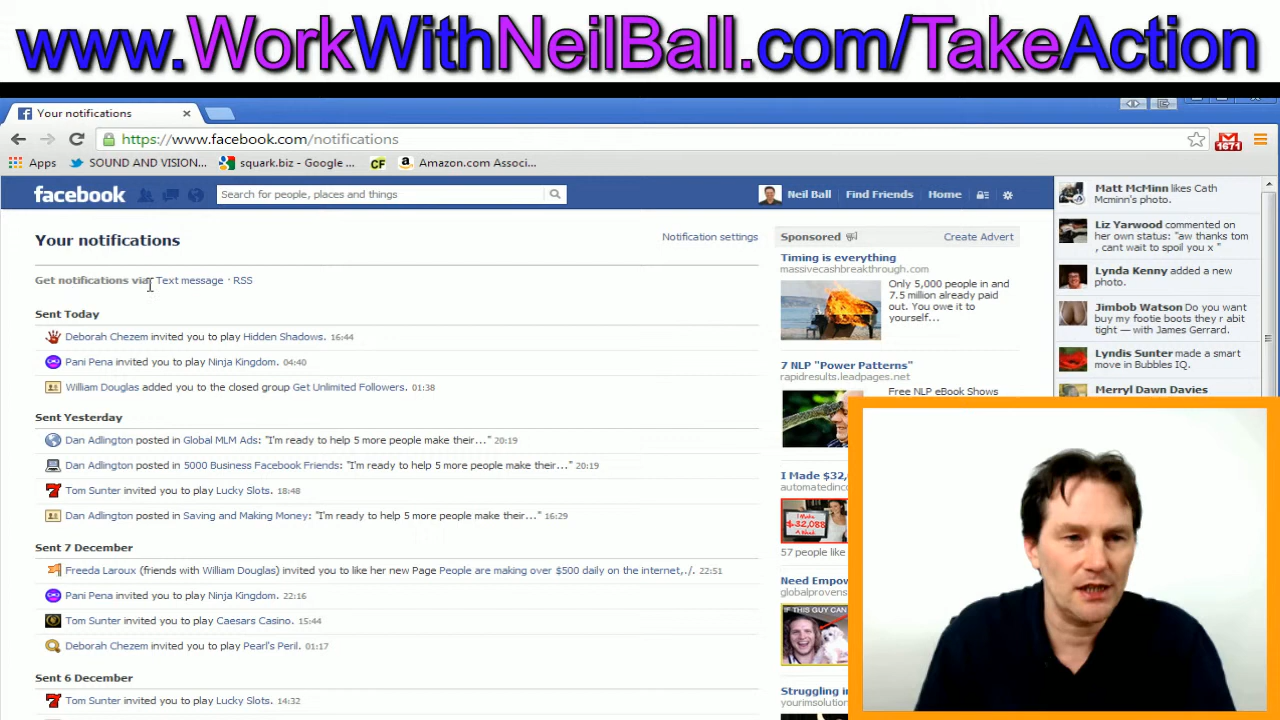 www.WorkWithNeilBall.com/TakeAction
Your notifications
https://www.facebook.com/notifications
1671
Apps SOUND AND VISION... squark.biz - Google ... CF Amazon.com Associ...
facebook Search for people, places and things Neil Ball Find Friends Home
Your notifications Notification settings
Get notifications via: Text message · RSS
Sent Today
Deborah Chezem invited you to play Hidden Shadows. 16:44
Pani Pena invited you to play Ninja Kingdom. 04:40
William Douglas added you to the closed group Get Unlimited Followers. 01:38
Sent Yesterday
Dan Adlington posted in Global MLM Ads: "I'm ready to help 5 more people make their..." 20:19
Dan Adlington posted in 5000 Business Facebook Friends: "I'm ready to help 5 more people make their..." 20:19
Tom Sunter invited you to play Lucky Slots. 18:48
Dan Adlington posted in Saving and Making Money: "I'm ready to help 5 more people make their..." 16:29
Sent 7 December
Freeda Laroux (friends with William Douglas) invited you to like her new Page People are making over $500 daily on the internet,./. 22:51
Pani Pena invited you to play Ninja Kingdom. 22:16
Tom Sunter invited you to play Caesars Casino. 15:44
Deborah Chezem invited you to play Pearl's Peril. 01:17
Sent 6 December
Tom Sunter invited you to play Lucky Slots. 14:32
Sponsored Create Advert
Timing is everything
massivecashbreakthrough.com
Only 5,000 people in and
7.5 million already paid
out. You owe it to
yourself...
7 NLP "Power Patterns"
rapidresults.leadpages.net
Free NLP eBook Shows
I Made $32,
automatedinc
I MADE
$32,088
A Week
57 people like
Need Empow
globalprovens
IF THIS GUY CAN
Struggling in
yourimsolution
Matt McMinn likes Cath
Mcminn's photo.
Liz Yarwood commented
on her own status: "aw thanks tom
, cant wait to spoil you x "
Lynda Kenny added a new
photo.
Jimbob Watson Do you want
buy my footie boots they r abit
tight — with James Gerrard.
Lyndis Sunter made a smart
move in Bubbles IQ.
Merryl Dawn Davies